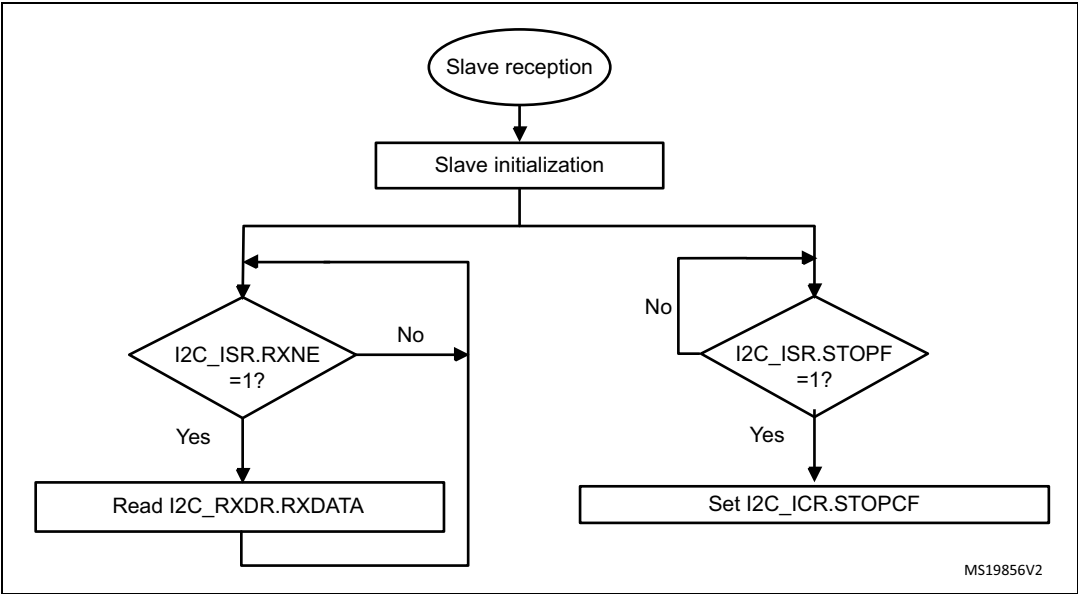 Slave reception
Slave initialization
No
No
I2C_ISR.RXNE
=1?
I2C_ISR.STOPF
=1?
Yes
Yes
Read I2C_RXDR.RXDATA
Set I2C_ICR.STOPCF
MS19856V2